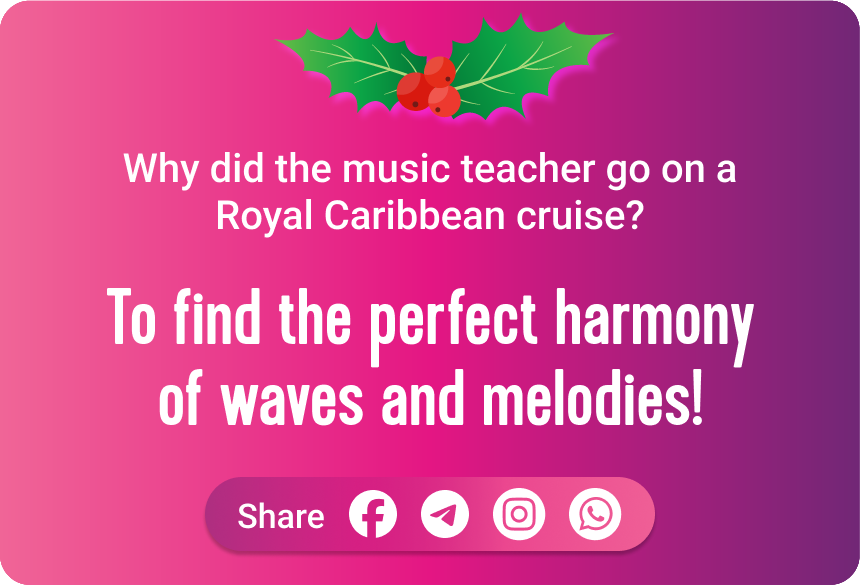 Why did the music teacher go on a
Royal Caribbean cruise?
To find the perfect harmony
of waves and melodies!
Share